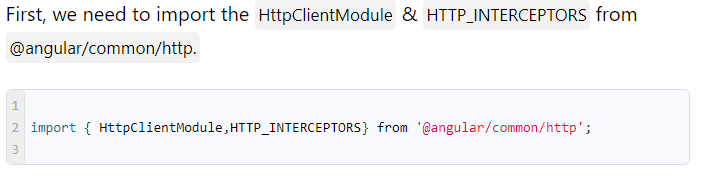 First, we need to import the HttpClientModule & HTTP_INTERCEPTORS from
@angular/common/http.
1
2 import { HttpClientModule,HTTP_INTERCEPTORS} from '@angular/common/http';
3